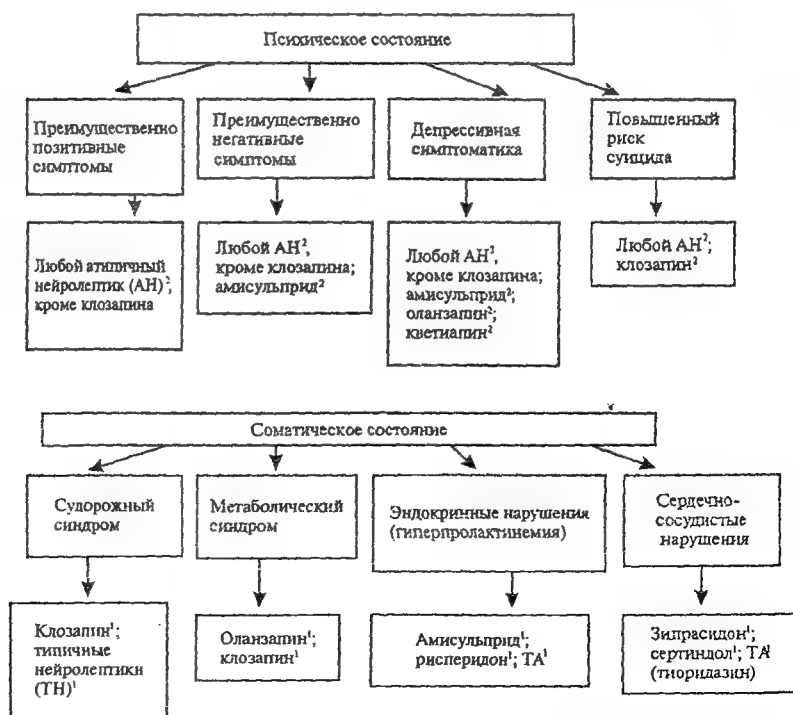 Психическое состояние
Преимущественно
позитивные
симптомы
Преимущественно
негативные
симптомы
Депрессивная
симптоматика
Повышенный
риск
суицида
Любой атипичный
нейролептик (АН)²,
кроме клозапина
Любой АН²,
кроме клозапина;
амисульприд²
Любой АН²,
кроме клозапина;
амисульприд²;
оланзапин²;
кветиапин²
Любой АН²;
клозапин²
Соматическое состояние
Судорожный
синдром
Метаболический
синдром
Эндокринные нарушения
(гиперпролактинемия)
Сердечно-
сосудистые
нарушения
Клозапин¹;
типичные
нейролептики
(ТН)¹
Оланзапин¹;
клозапин¹
Амисульприд¹;
рисперидон¹; ТА¹
Зипрасидон¹;
сертиндол¹; ТА¹
(тиоридазин)